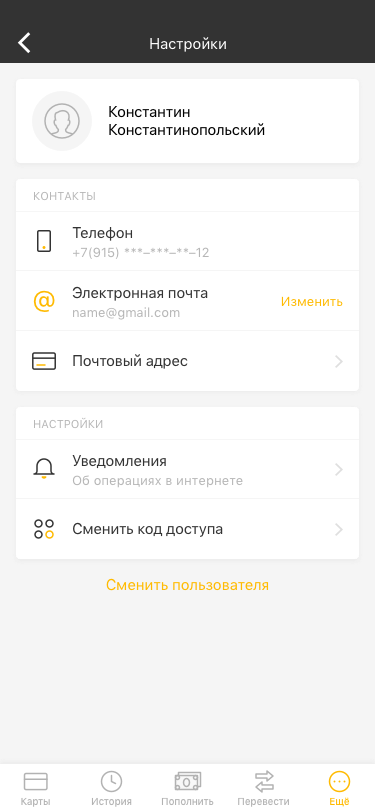 Настройки
Константин
Константинопольский
КОНТАКТЫ
Телефон
+7(915) ***–***–**–12
Электронная почта
name@gmail.com
Изменить
Почтовый адрес
НАСТРОЙКИ
Уведомления
Об операциях в интернете
Сменить код доступа
Сменить пользователя
Карты
История
Пополнить
Перевести
Ещё